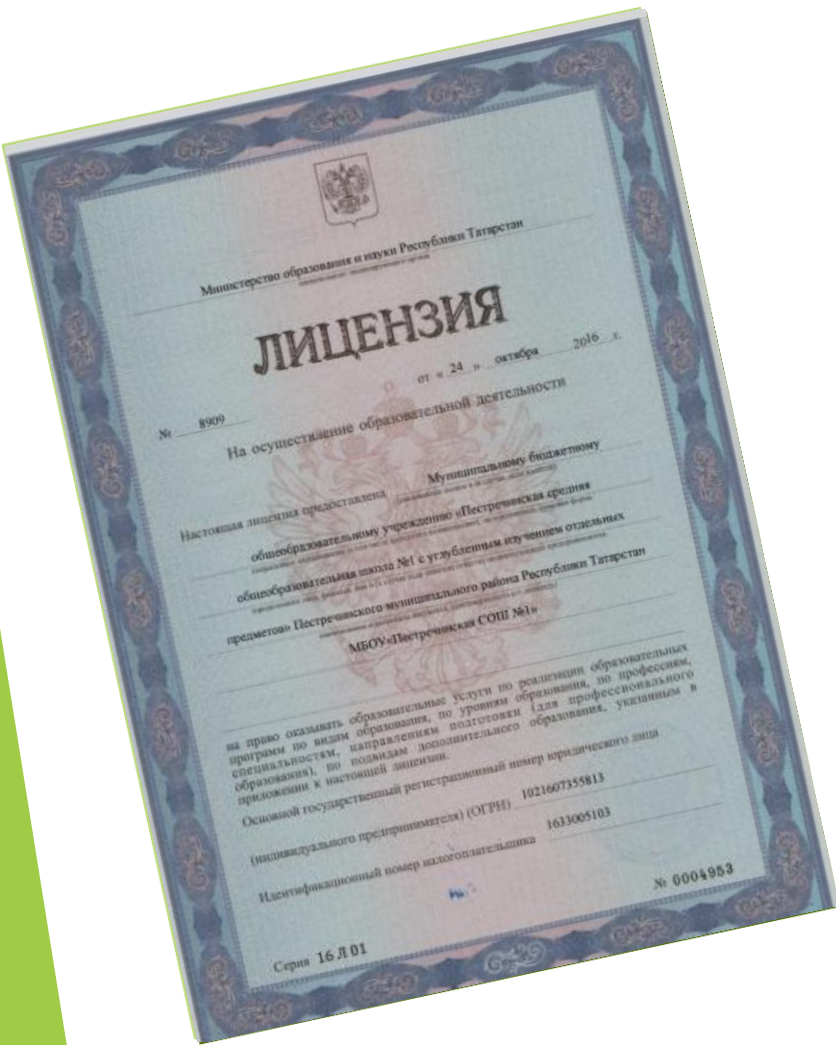 Министерство образования и науки Республики Татарстан
наименование лицензирующего органа
ЛИЦЕНЗИЯ
№ 8909 от « 24 » октября 2016 г.
На осуществление образовательной деятельности
Настоящая лицензия предоставлена Муниципальному бюджетному
общеобразовательному учреждению «Пестречинская средняя
общеобразовательная школа №1 с углубленным изучением отдельных
предметов» Пестречинского муниципального района Республики Татарстан
МБОУ«Пестречинская СОШ №1»
на право оказывать образовательные услуги по реализации образовательных
программ по видам образования, по уровням образования, по профессиям,
специальностям, направлениям подготовки (для профессионального
образования), по подвидам дополнительного образования, указанным в
приложении к настоящей лицензии.
Основной государственный регистрационный номер юридического лица
(индивидуального предпринимателя) (ОГРН) 1021607355813
Идентификационный номер налогоплательщика 1633005103
Серия 16 Л 01 № 0004953